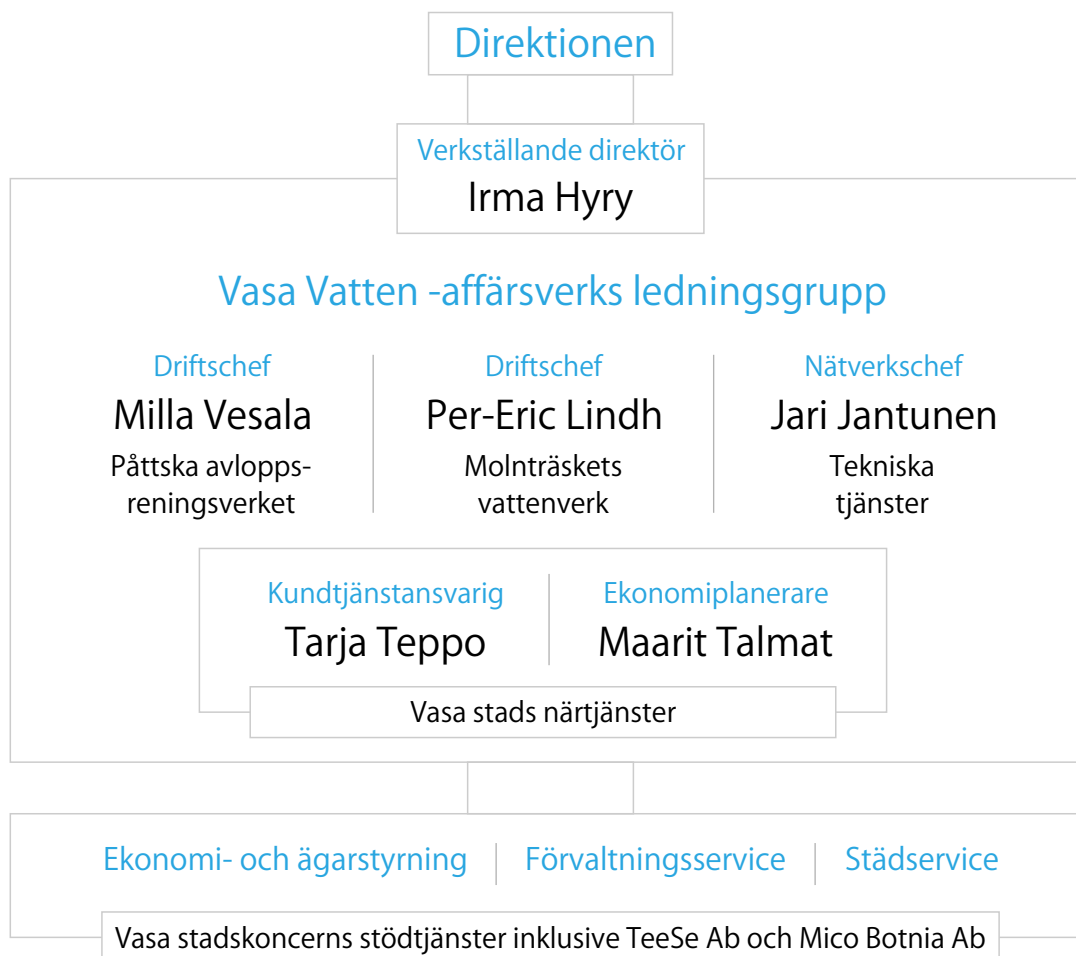 Direktionen
Verkställande direktör
Irma Hyry
Vasa Vatten -affärsverks ledningsgrupp
Driftschef
Milla Vesala
Påttska avlopps-
reningsverket
Driftschef
Per-Eric Lindh
Molnträskets
vattenverk
Nätverkschef
Jari Jantunen
Tekniska
tjänster
Kundtjänstansvarig
Tarja Teppo
Ekonomiplanerare
Maarit Talmat
Vasa stads närtjänster
Ekonomi- och ägarstyrning
Förvaltningsservice
Städservice
Vasa stadskoncerns stödtjänster inklusive TeeSe Ab och Mico Botnia Ab